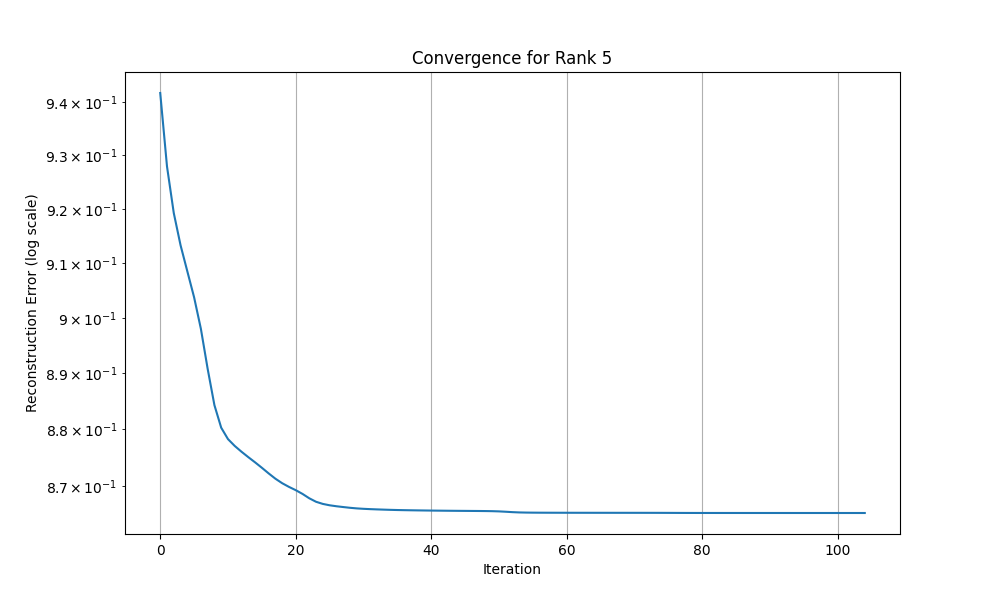 Convergence for Rank 5
Reconstruction Error (log scale)
9.4 × 10⁻¹
9.3 × 10⁻¹
9.2 × 10⁻¹
9.1 × 10⁻¹
9 × 10⁻¹
8.9 × 10⁻¹
8.8 × 10⁻¹
8.7 × 10⁻¹
0 20 40 60 80 100
Iteration